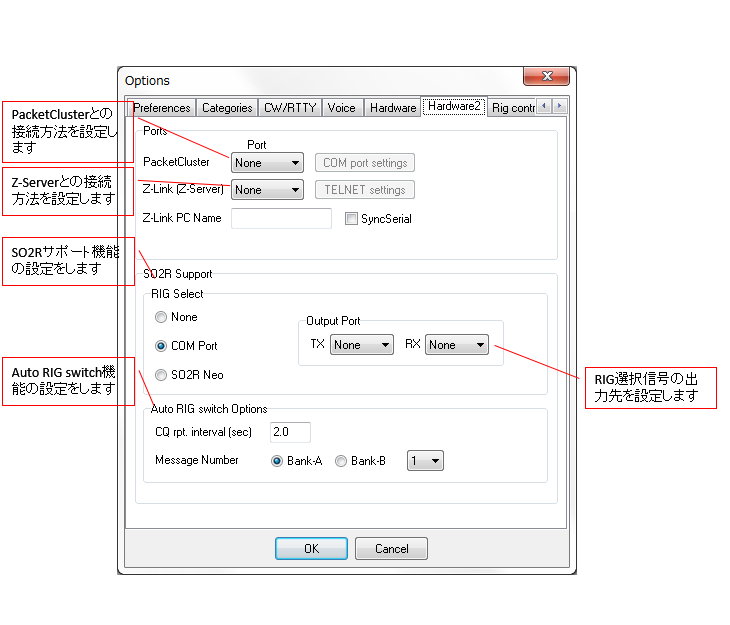 Options
Preferences Categories CW/RTTY Voice Hardware Hardware2 Rig contr
PacketClusterとの
接続方法を設定し
ます
Z-Serverとの接続
方法を設定します
SO2Rサポート機能
の設定をします
Auto RIG switch機
能の設定をします
RIG選択信号の出
力先を設定します
Ports
Port
PacketCluster None COM port settings
Z-Link (Z-Server) None TELNET settings
Z-Link PC Name SyncSerial
SO2R Support
RIG Select
None
COM Port
SO2R Neo
Output Port
TX None RX None
Auto RIG switch Options
CQ rpt. interval (sec) 2.0
Message Number Bank-A Bank-B 1
OK Cancel